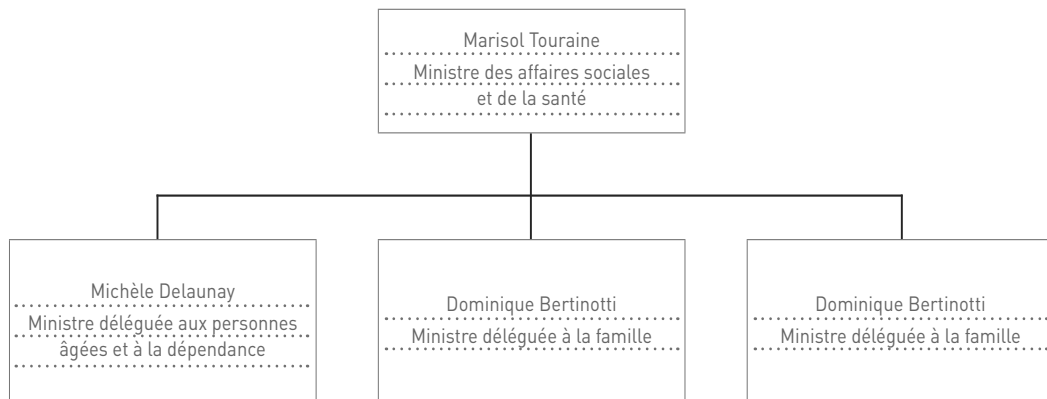 Marisol Touraine
Ministre des affaires sociales
et de la santé
Michèle Delaunay
Ministre déléguée aux personnes
âgées et à la dépendance
Dominique Bertinotti
Ministre déléguée à la famille
Dominique Bertinotti
Ministre déléguée à la famille